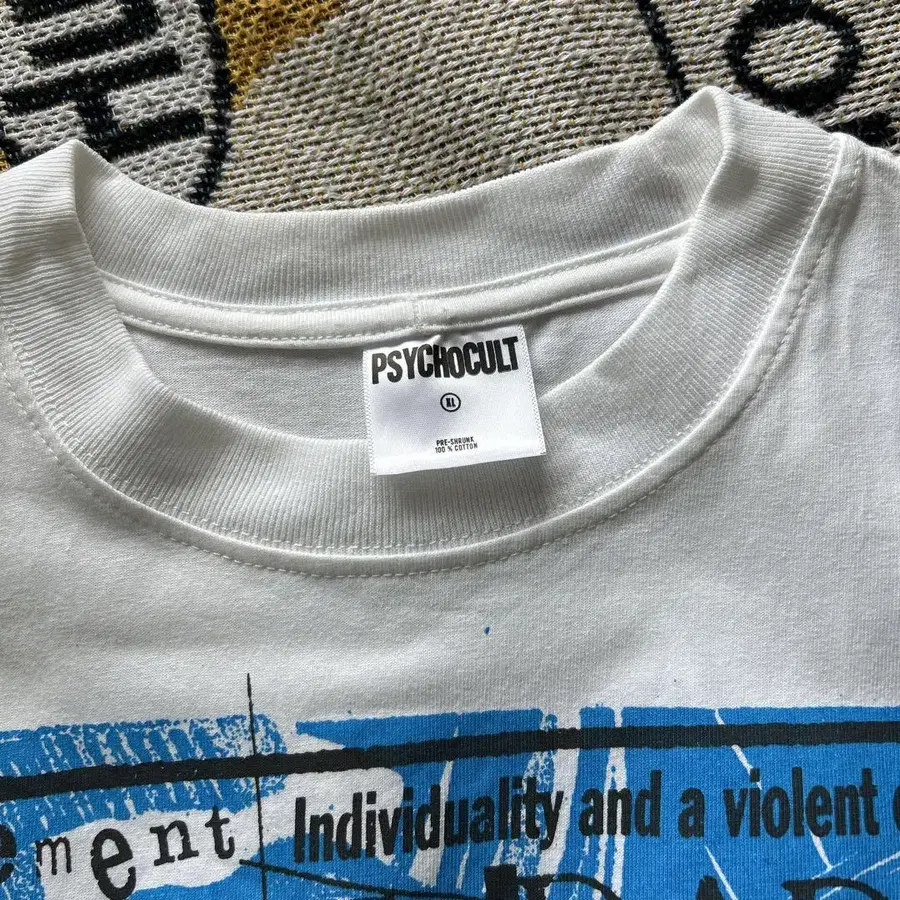 PSYCHOCULT
XL
PRE-SHRUNK
100 % COTTON
ement
Individuality and a violent